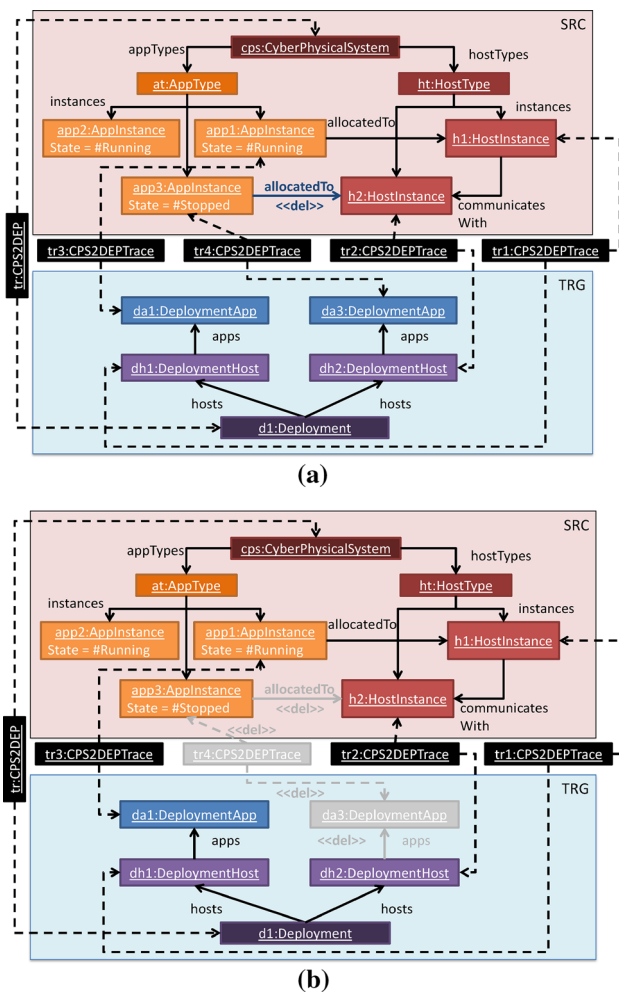 SRC
cps:CyberPhysicalSystem
appTypes
hostTypes
at:AppType
ht:HostType
instances
instances
app2:AppInstance
State = #Running
app1:AppInstance
State = #Running
allocatedTo
h1:HostInstance
app3:AppInstance
State = #Stopped
allocatedTo
<<del>>
h2:HostInstance
communicates
With
tr:CPS2DEP
tr3:CPS2DEPTrace
tr4:CPS2DEPTrace
tr2:CPS2DEPTrace
tr1:CPS2DEPTrace
TRG
da1:DeploymentApp
da3:DeploymentApp
apps
apps
dh1:DeploymentHost
dh2:DeploymentHost
hosts
hosts
d1:Deployment
(a)
SRC
cps:CyberPhysicalSystem
appTypes
hostTypes
at:AppType
ht:HostType
instances
instances
app2:AppInstance
State = #Running
app1:AppInstance
State = #Running
allocatedTo
h1:HostInstance
app3:AppInstance
State = #Stopped
allocatedTo
<<del>>
h2:HostInstance
communicates
With
<<del>>
tr:CPS2DEP
tr3:CPS2DEPTrace
tr4:CPS2DEPTrace
tr2:CPS2DEPTrace
tr1:CPS2DEPTrace
TRG
<<del>>
da1:DeploymentApp
da3:DeploymentApp
apps
<<del>>
apps
dh1:DeploymentHost
dh2:DeploymentHost
hosts
hosts
d1:Deployment
(b)